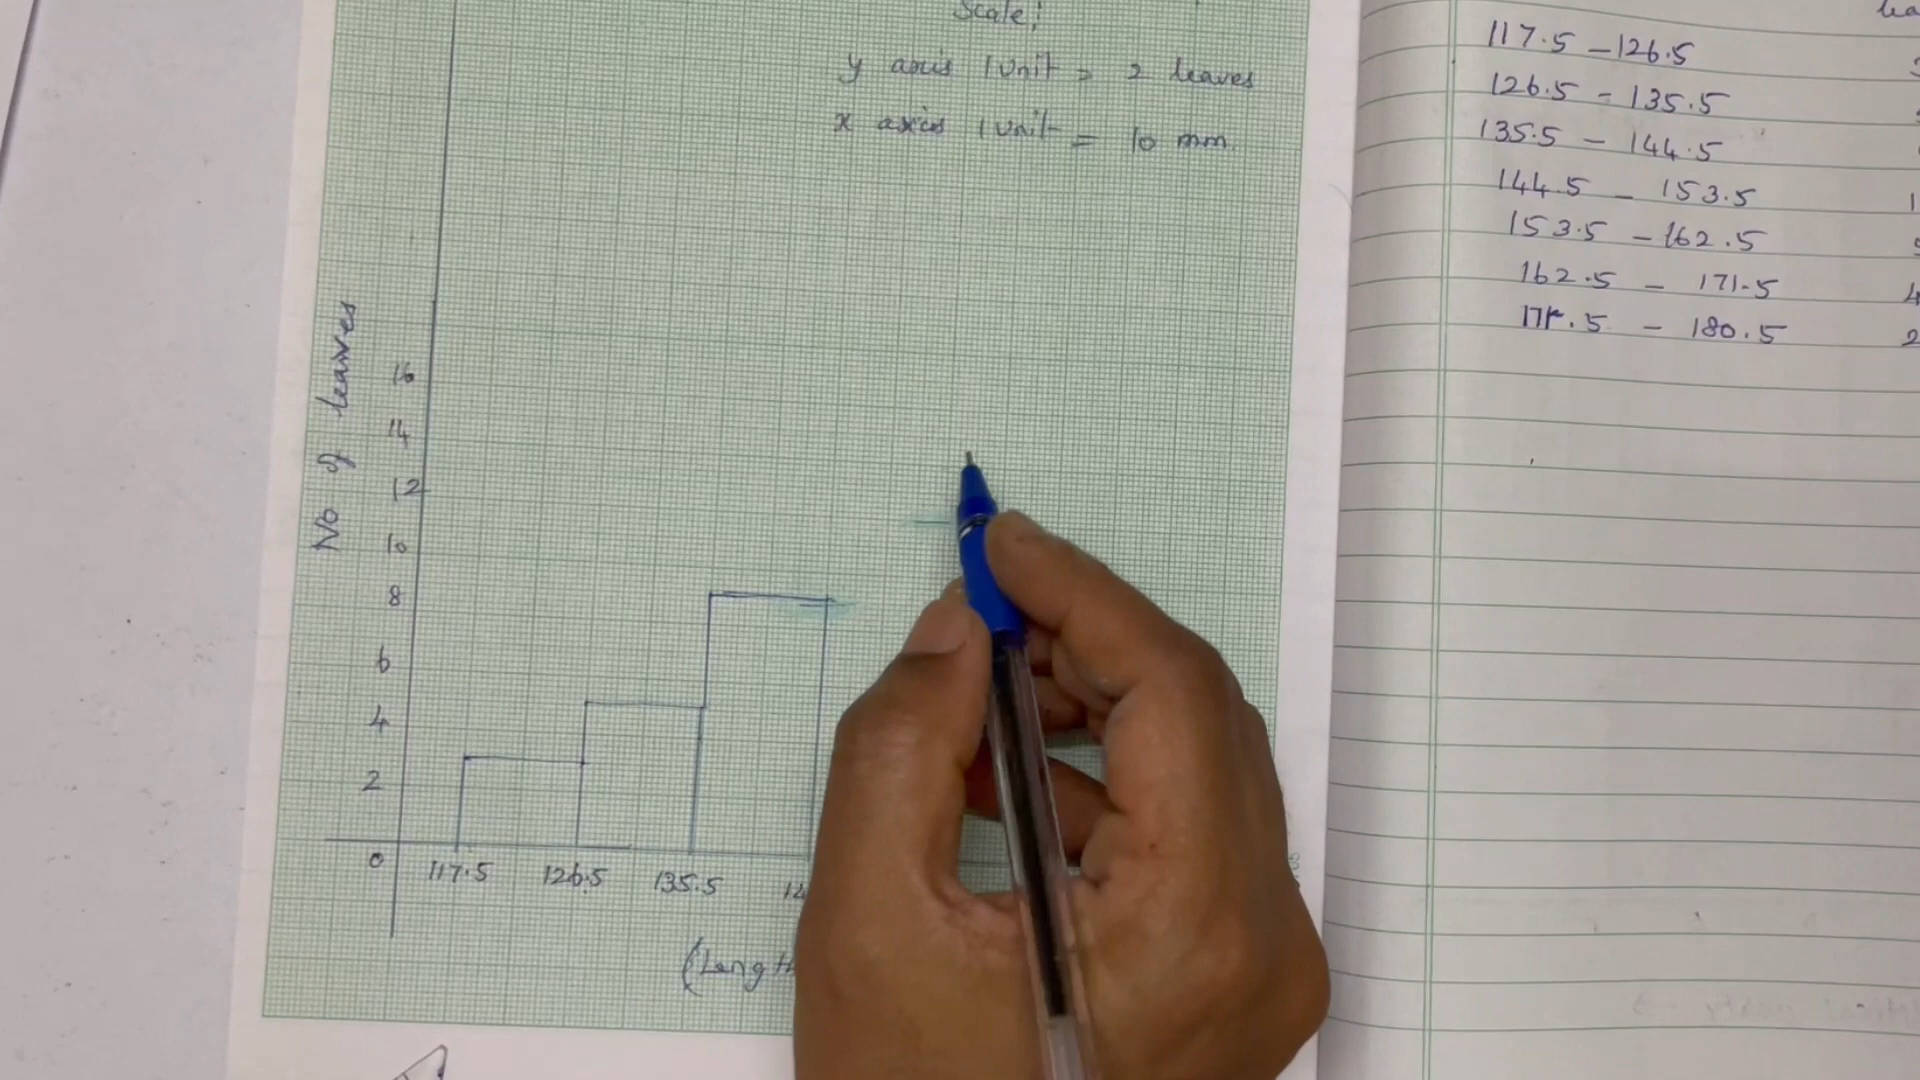 Scale:
y axis 1 Unit = 2 leaves
x axis 1 Unit = 10 mm.
No of leaves
16
14
12
10
8
6
4
2
0 117.5 126.5 135.5
(Length
117.5 - 126.5
126.5 - 135.5
135.5 - 144.5
144.5 - 153.5
153.5 - 162.5
162.5 - 171.5 4
171.5 - 180.5 2